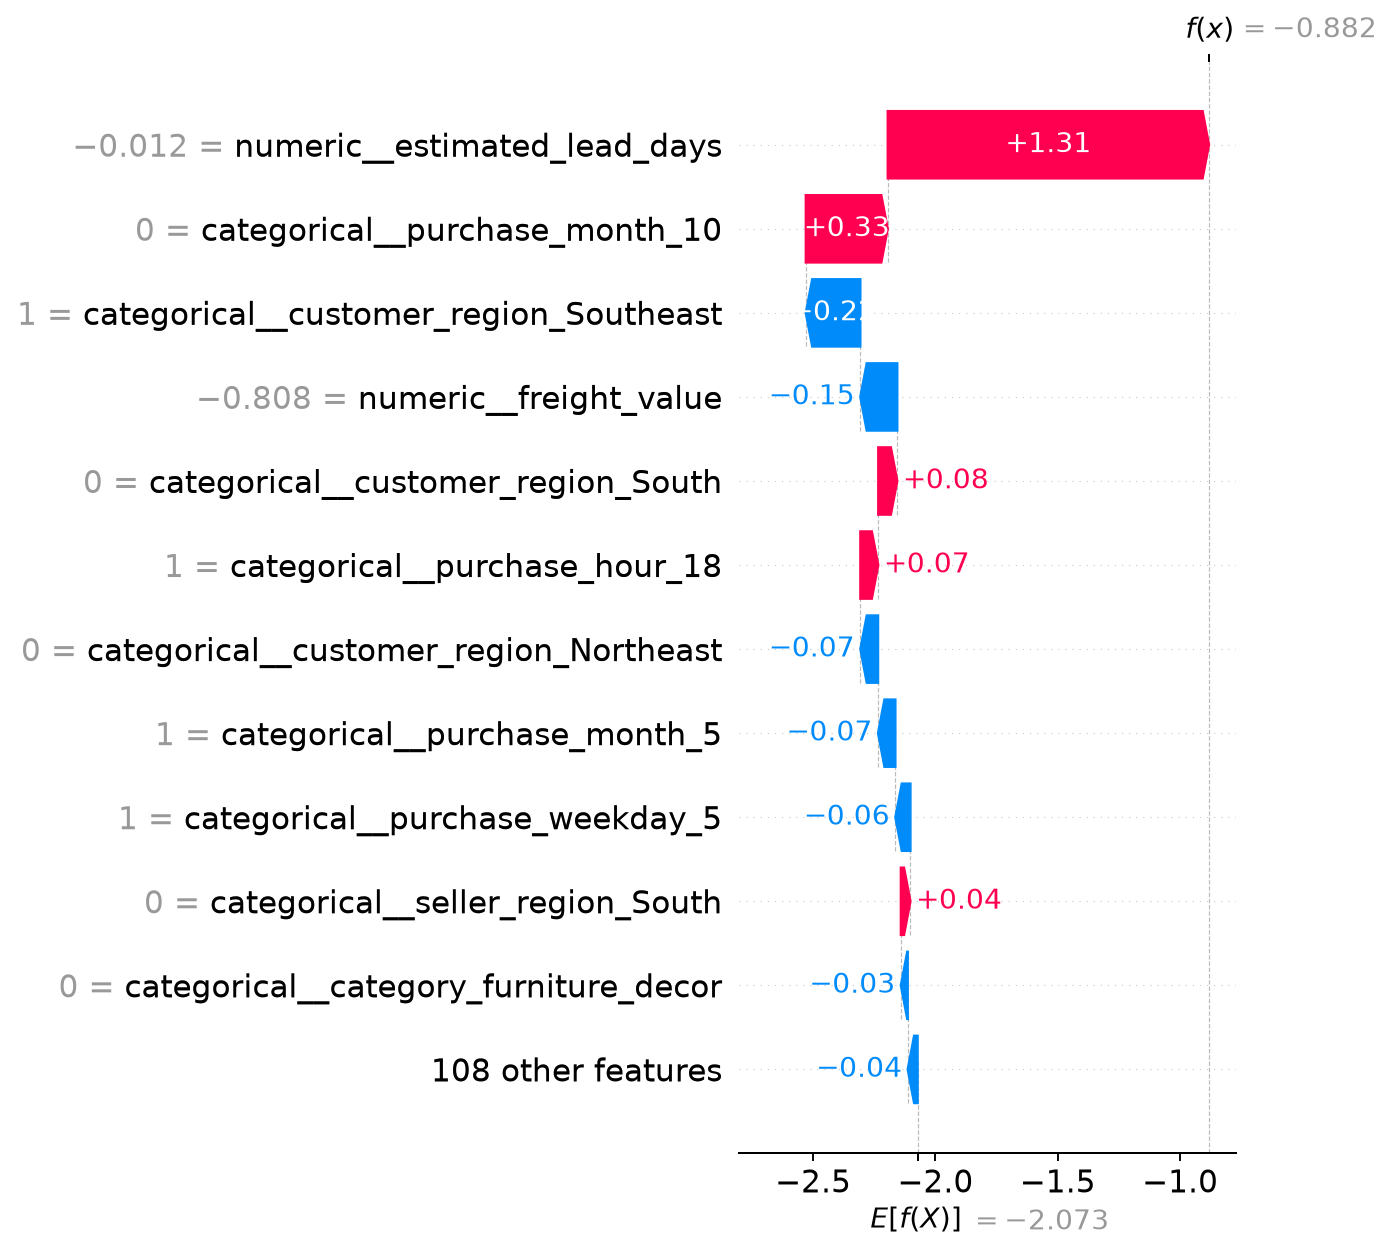 f(x) = −0.882
−0.012 = numeric__estimated_lead_days +1.31
0 = categorical__purchase_month_10 +0.33
1 = categorical__customer_region_Southeast
−0.808 = numeric__freight_value −0.15
0 = categorical__customer_region_South +0.08
1 = categorical__purchase_hour_18 +0.07
0 = categorical__customer_region_Northeast −0.07
1 = categorical__purchase_month_5 −0.07
1 = categorical__purchase_weekday_5 −0.06
0 = categorical__seller_region_South +0.04
0 = categorical__category_furniture_decor −0.03
108 other features −0.04
−2.5 −2.0 −1.5 −1.0
E[f(X)] = −2.073